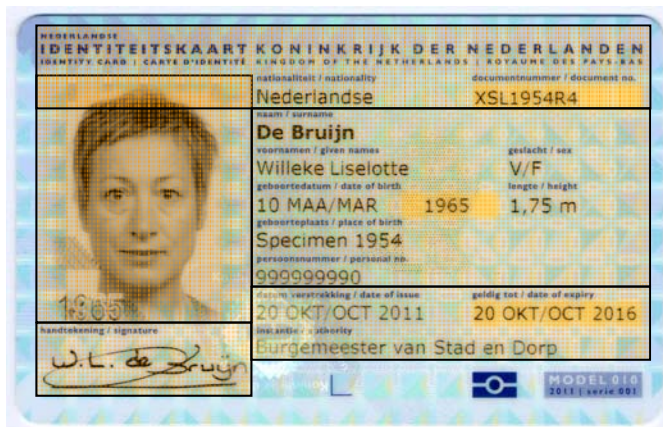 NEDERLANDSE
IDENTITEITSKAART KONINKRIJK DER NEDERLANDEN
IDENTITY CARD | CARTE D'IDENTITÉ KINGDOM OF THE NETHERLANDS | ROYAUME DES PAYS-BAS
nationaliteit / nationality documentnummer / document no.
Nederlandse XSL1954R4
naam / surname
De Bruijn
voornamen / given names geslacht / sex
Willeke Liselotte V/F
geboortedatum / date of birth lengte / height
10 MAA/MAR 1965 1,75 m
geboorteplaats / place of birth
Specimen 1954
persoonsnummer / personal no.
999999990
datum verstrekking / date of issue geldig tot / date of expiry
20 OKT/OCT 2011 20 OKT/OCT 2016
1965
handtekening / signature instantie / authority
Burgemeester van Stad en Dorp
W.L. de Bruijn
MODEL 010
2011 | serie 001